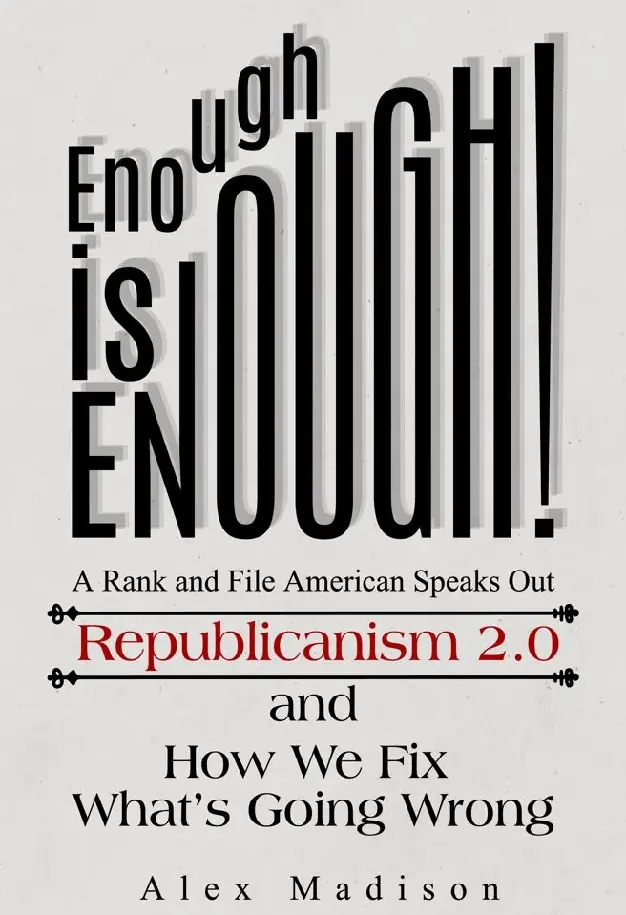 Enough
is
ENOUGH!
A Rank and File American Speaks Out
Republicanism 2.0
and
How We Fix
What's Going Wrong
Alex Madison